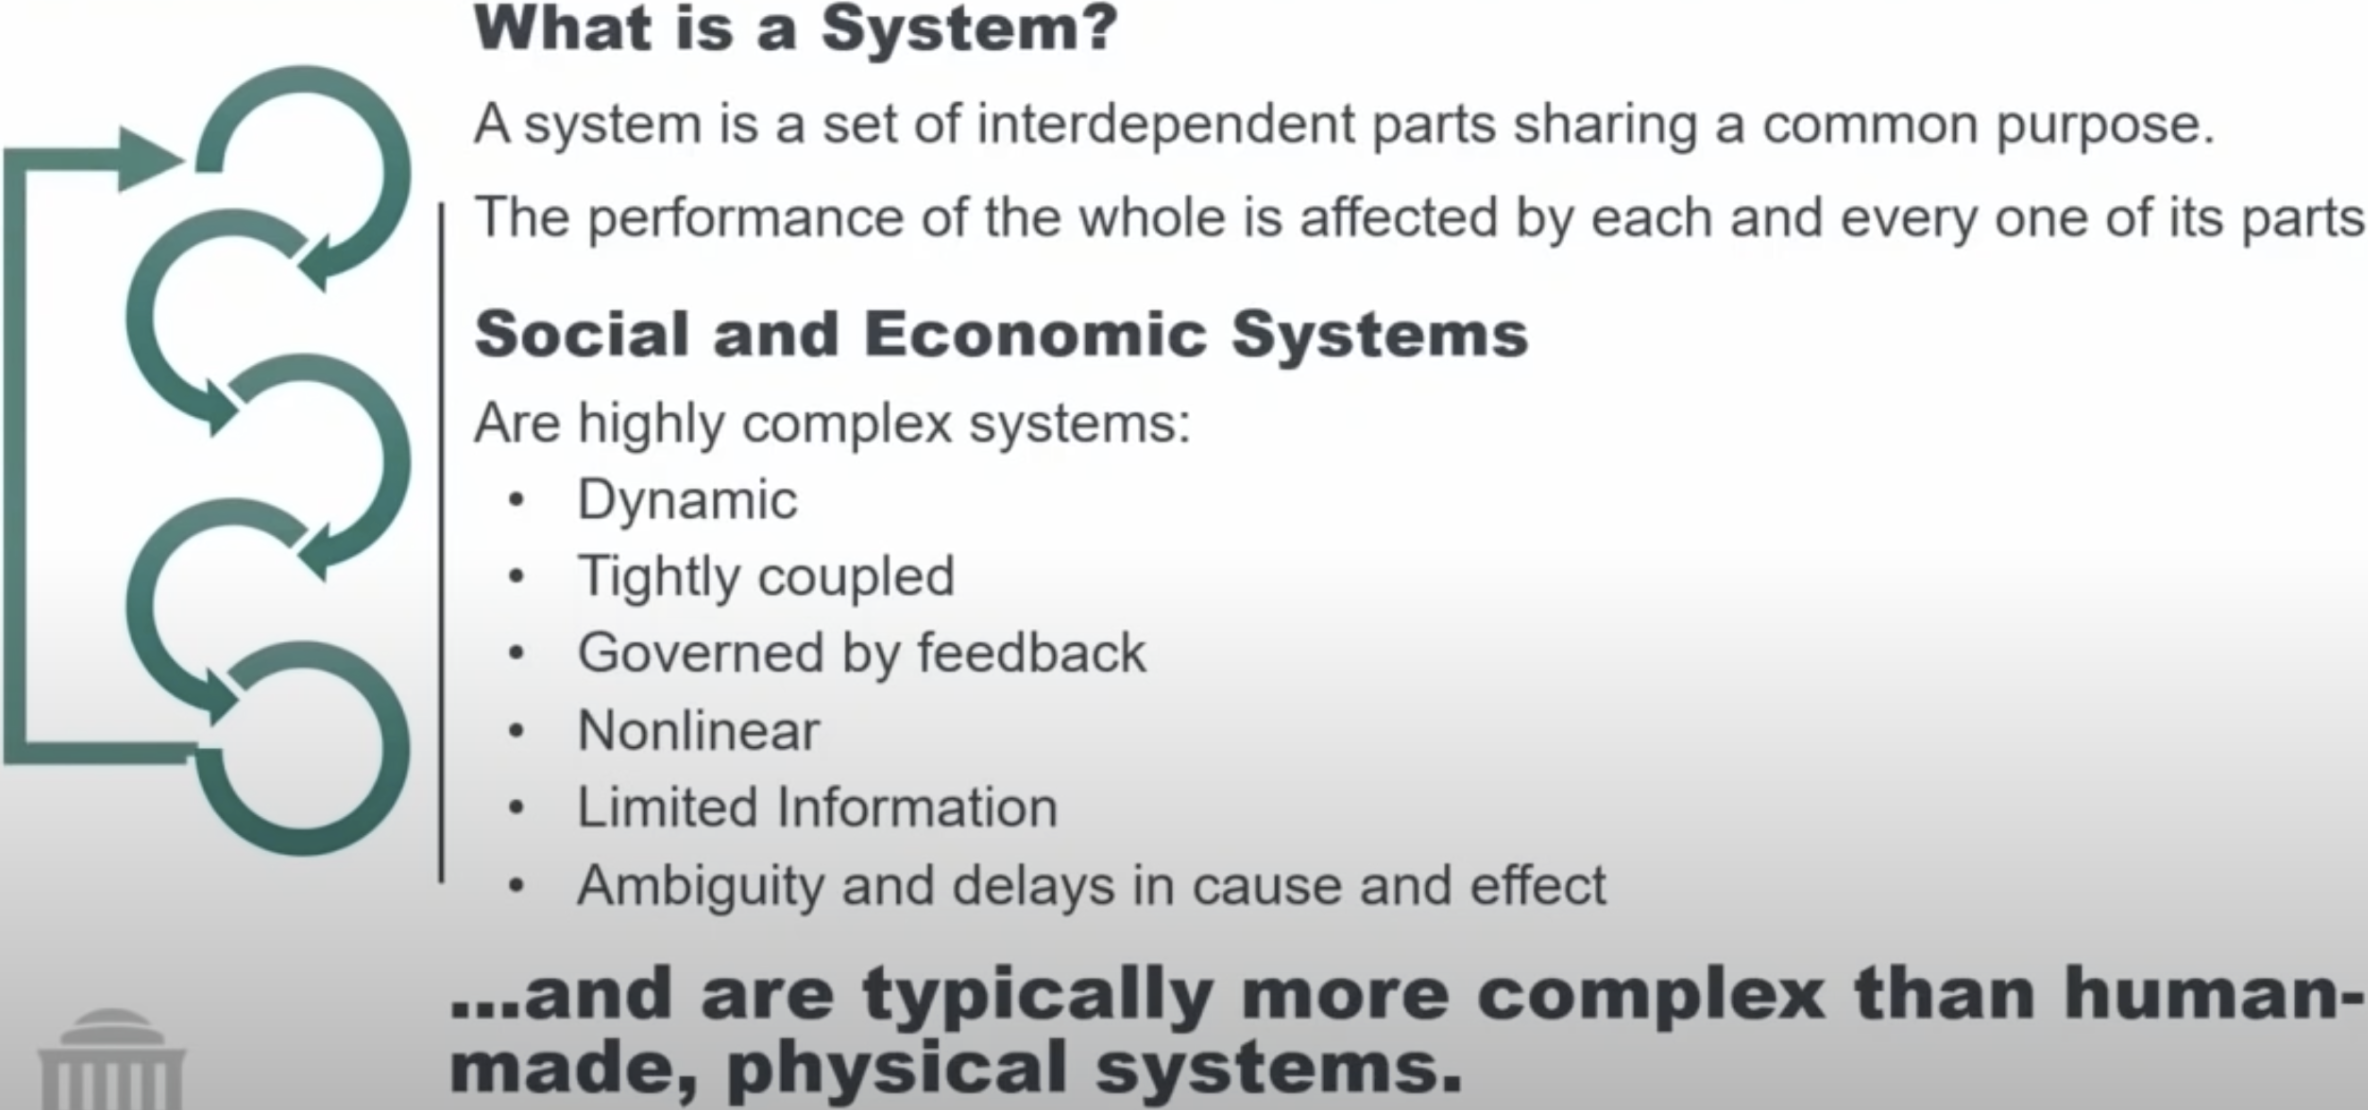 What is a System?
A system is a set of interdependent parts sharing a common purpose.
The performance of the whole is affected by each and every one of its parts
Social and Economic Systems
Are highly complex systems:
• Dynamic
• Tightly coupled
• Governed by feedback
• Nonlinear
• Limited Information
• Ambiguity and delays in cause and effect
...and are typically more complex than human-
made, physical systems.